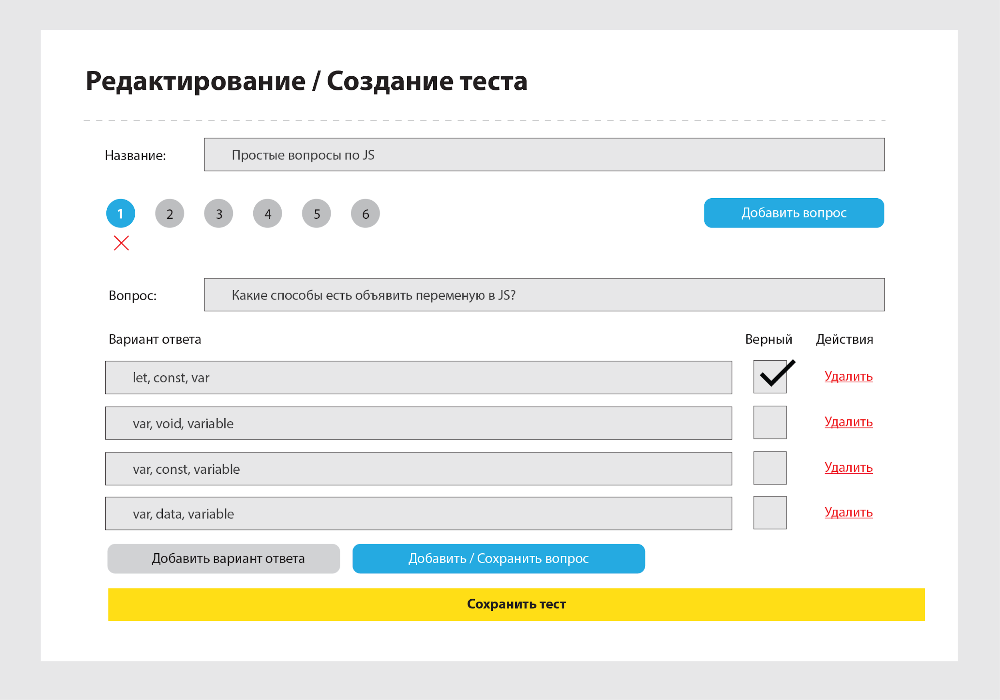 Редактирование / Создание теста
Название: Простые вопросы по JS
1 2 3 4 5 6 Добавить вопрос
Вопрос: Какие способы есть объявить переменую в JS?
Вариант ответа Верный Действия
let, const, var Удалить
var, void, variable Удалить
var, const, variable Удалить
var, data, variable Удалить
Добавить вариант ответа Добавить / Сохранить вопрос
Сохранить тест